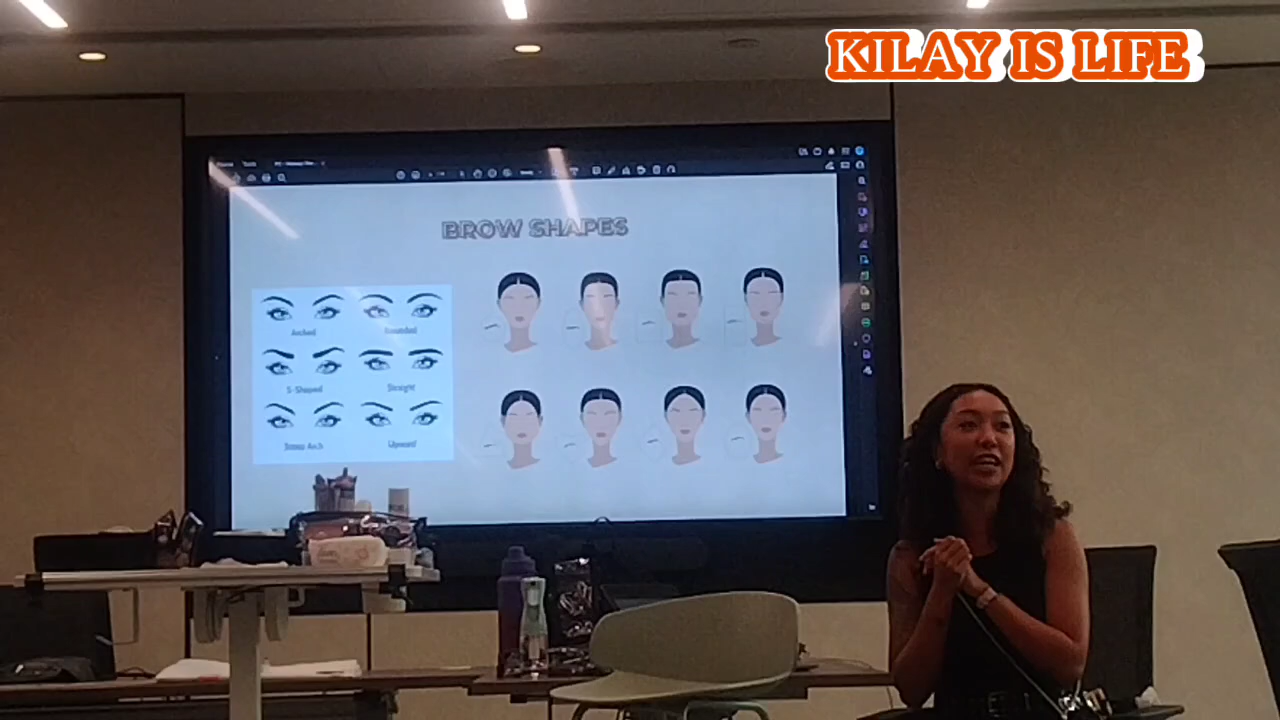 KILAY IS LIFE
BROW SHAPES
Arched
Rounded
S-Shaped
Straight
Steep Arch
Upward